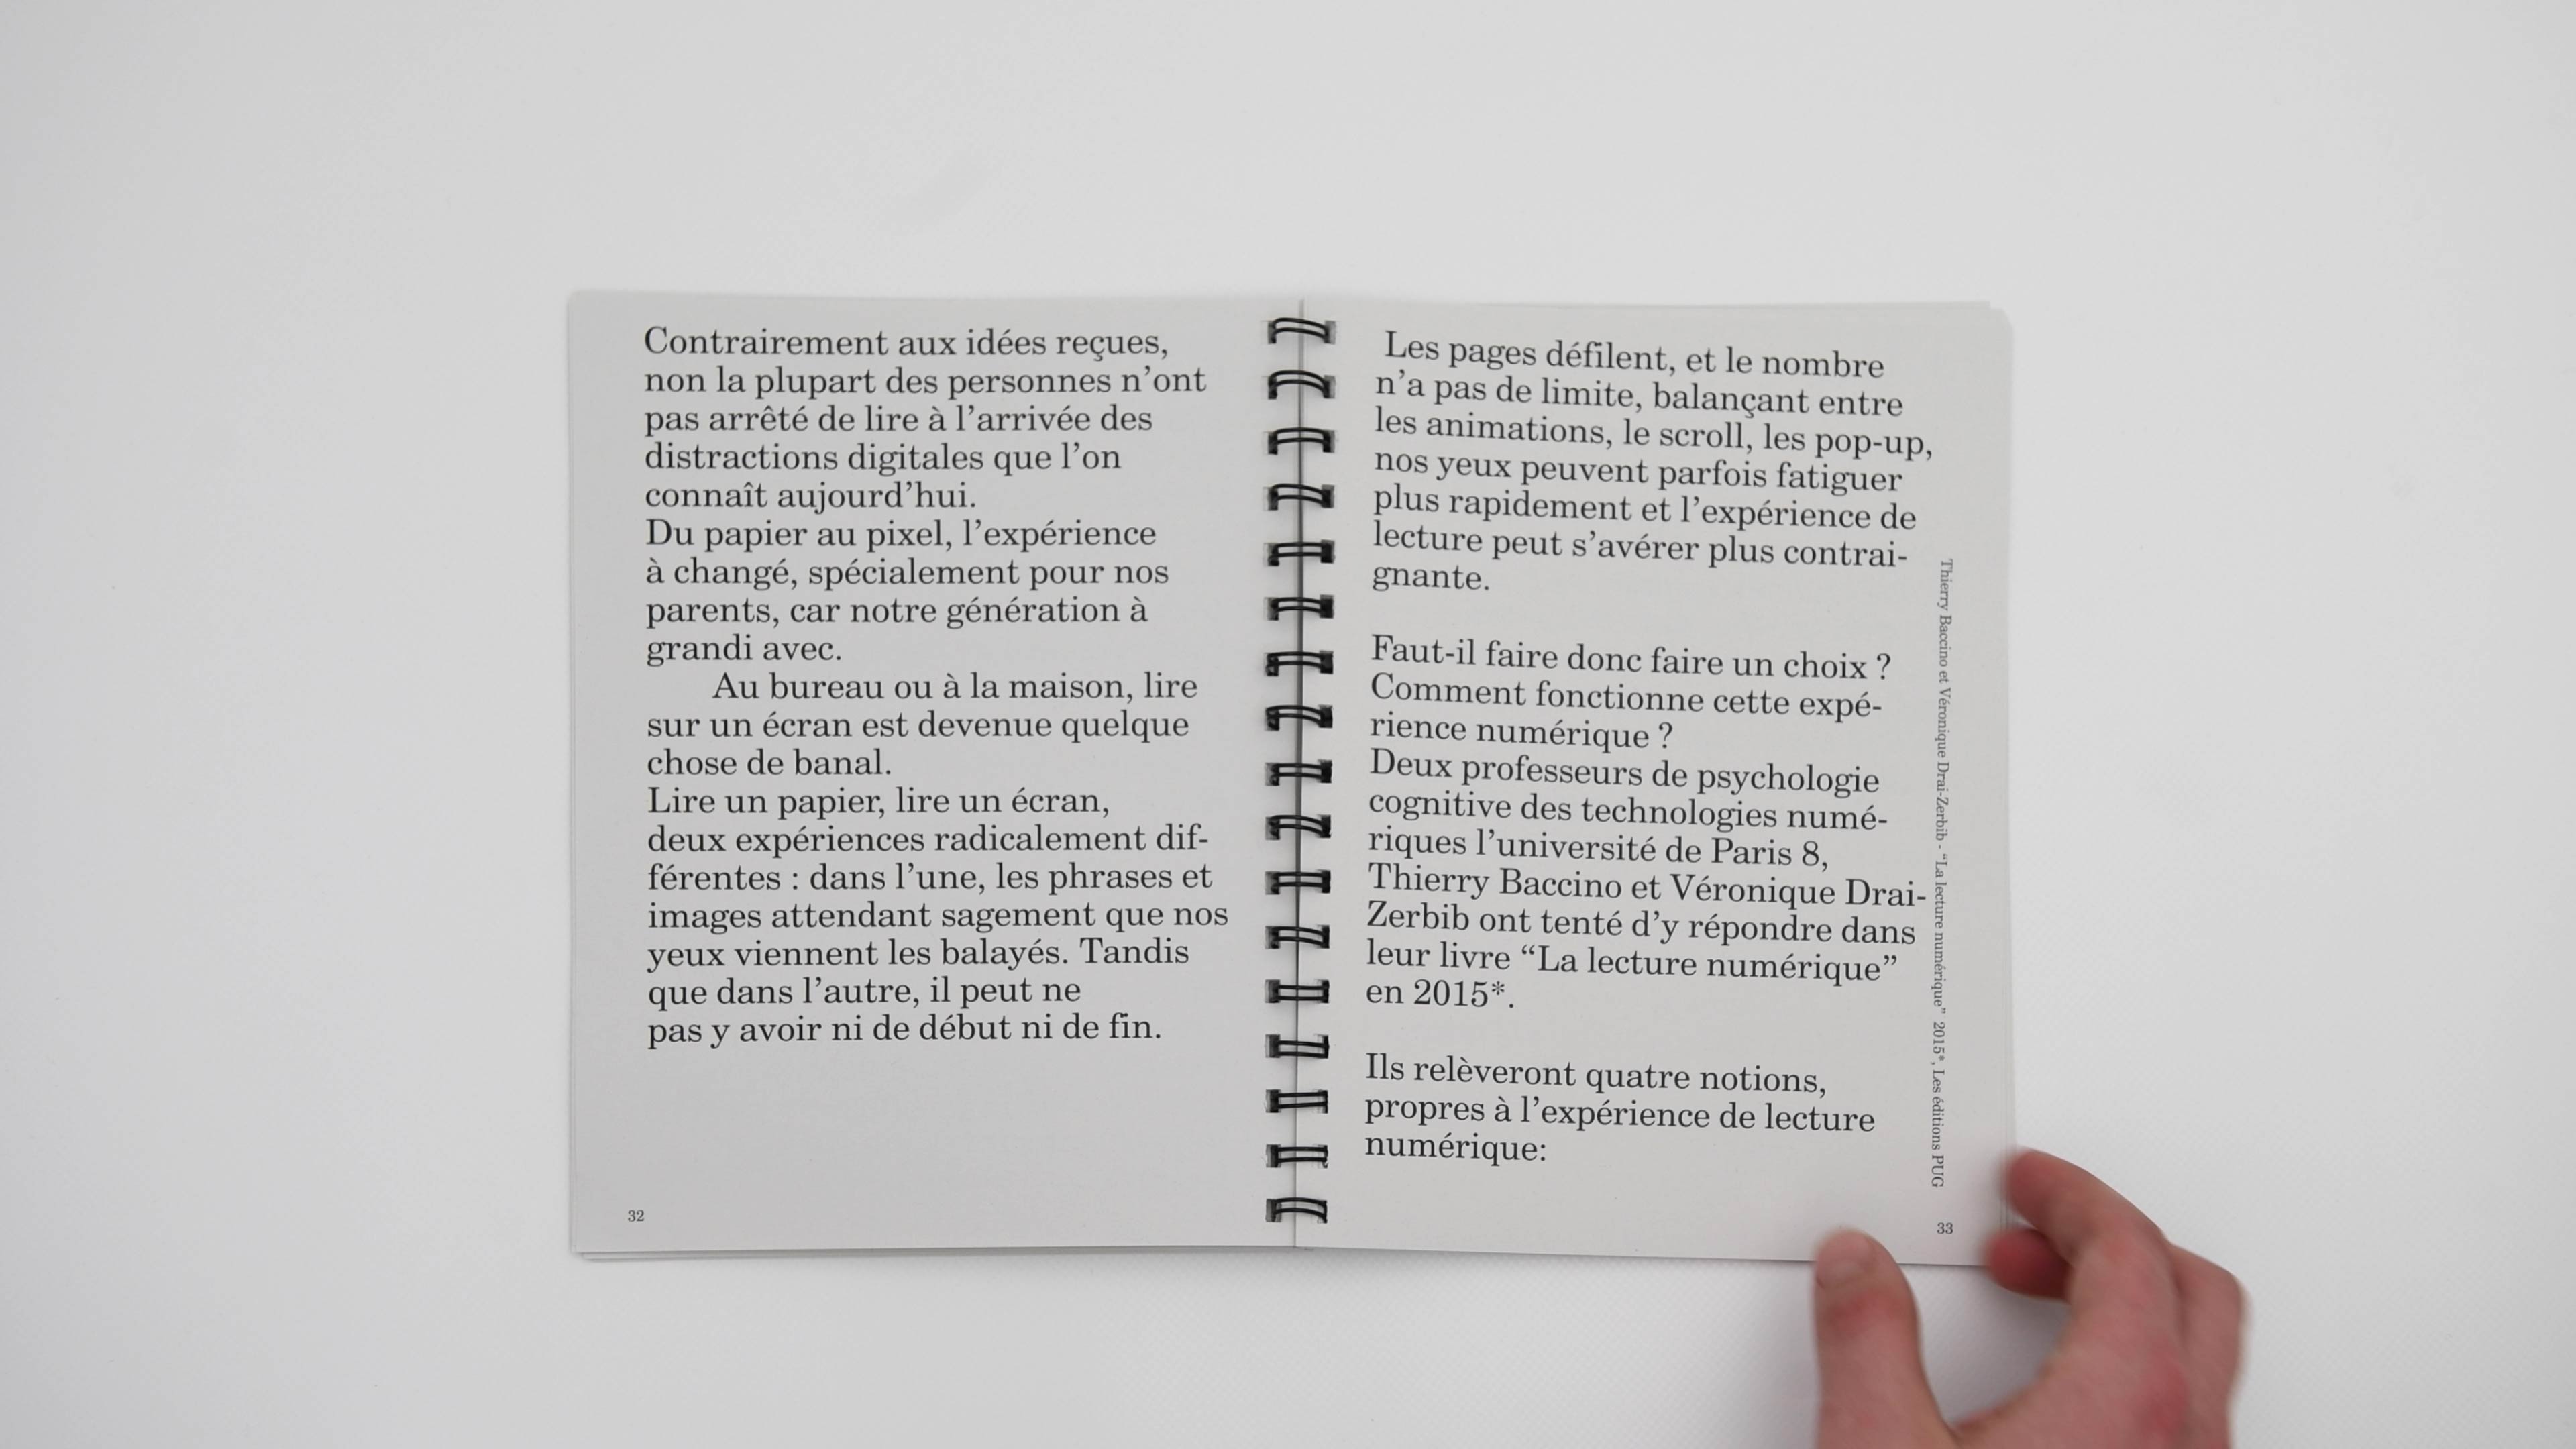 Contrairement aux idées reçues,
non la plupart des personnes n’ont
pas arrêté de lire à l’arrivée des
distractions digitales que l’on
connaît aujourd’hui.
Du papier au pixel, l’expérience
à changé, spécialement pour nos
parents, car notre génération à
grandi avec.
Au bureau ou à la maison, lire
sur un écran est devenue quelque
chose de banal.
Lire un papier, lire un écran,
deux expériences radicalement dif-
férentes : dans l’une, les phrases et
images attendant sagement que nos
yeux viennent les balayés. Tandis
que dans l’autre, il peut ne
pas y avoir ni de début ni de fin.
32
Les pages défilent, et le nombre
n’a pas de limite, balançant entre
les animations, le scroll, les pop-up,
nos yeux peuvent parfois fatiguer
plus rapidement et l’expérience de
lecture peut s’avérer plus contrai-
gnante.
Faut-il faire donc faire un choix ?
Comment fonctionne cette expé-
rience numérique ?
Deux professeurs de psychologie
cognitive des technologies numé-
riques l’université de Paris 8,
Thierry Baccino et Véronique Drai-
Zerbib ont tenté d’y répondre dans
leur livre “La lecture numérique”
en 2015*.
Ils relèveront quatre notions,
propres à l’expérience de lecture
numérique:
Thierry Baccino et Véronique Drai-Zerbib - “La lecture numérique” 2015*, Les éditions PUG
33